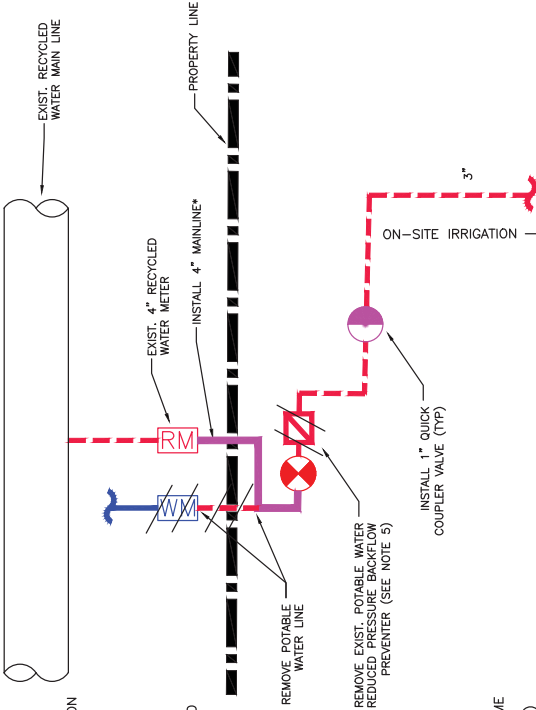 EXIST. RECYCLED
WATER MAIN LINE
PROPERTY LINE
EXIST. 4" RECYCLED
WATER METER
INSTALL 4" MAINLINE*
RM
WM
REMOVE POTABLE
WATER LINE
3"
ON-SITE IRRIGATION
INSTALL 1" QUICK
COUPLER VALVE (TYP)
REMOVE EXIST. POTABLE WATER
REDUCED PRESSURE BACKFLOW
PREVENTER (SEE NOTE 5)
ON
ME